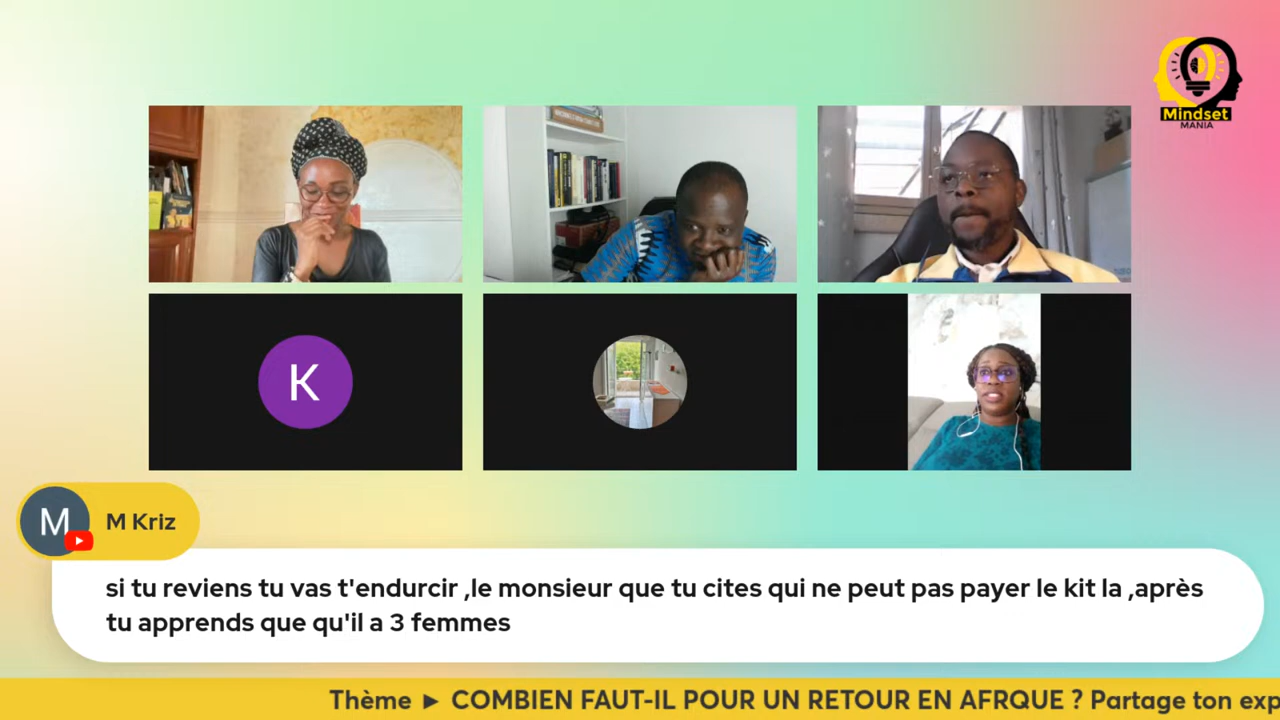 Mindset
MANIA
K
M
M Kriz
si tu reviens tu vas t'endurcir ,le monsieur que tu cites qui ne peut pas payer le kit la ,après
tu apprends que qu'il a 3 femmes
Thème ► COMBIEN FAUT-IL POUR UN RETOUR EN AFRQUE ? Partage ton exp